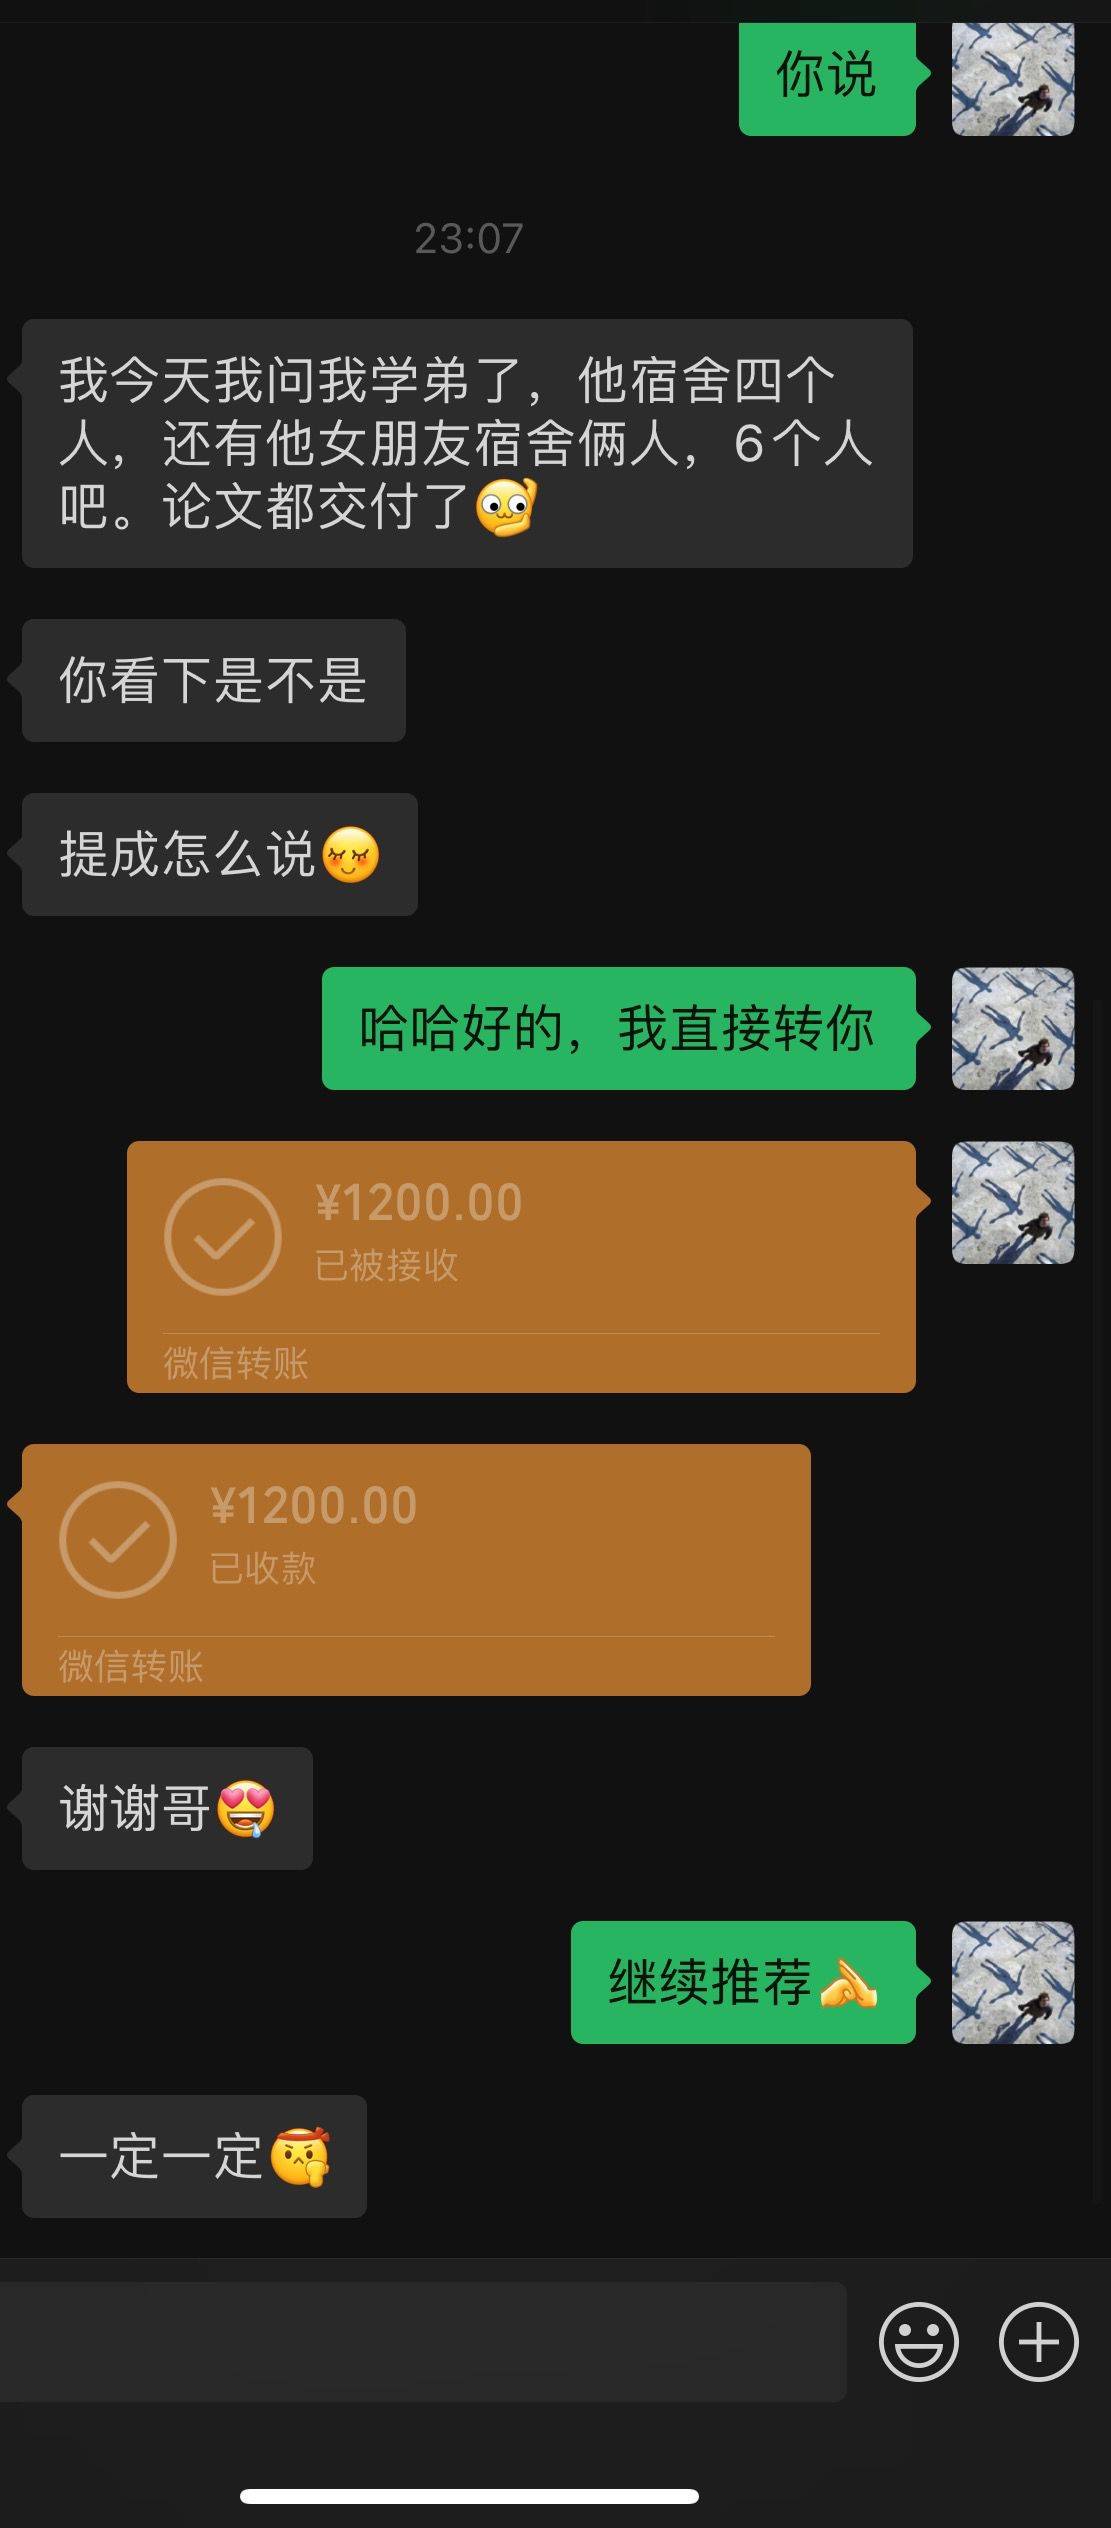 你说
23:07
我今天我问我学弟了，他宿舍四个
人，还有他女朋友宿舍俩人，6个人
吧。论文都交付了
你看下是不是
提成怎么说
哈哈好的，我直接转你
¥1200.00
已被接收
微信转账
¥1200.00
已收款
微信转账
谢谢哥
继续推荐
一定一定